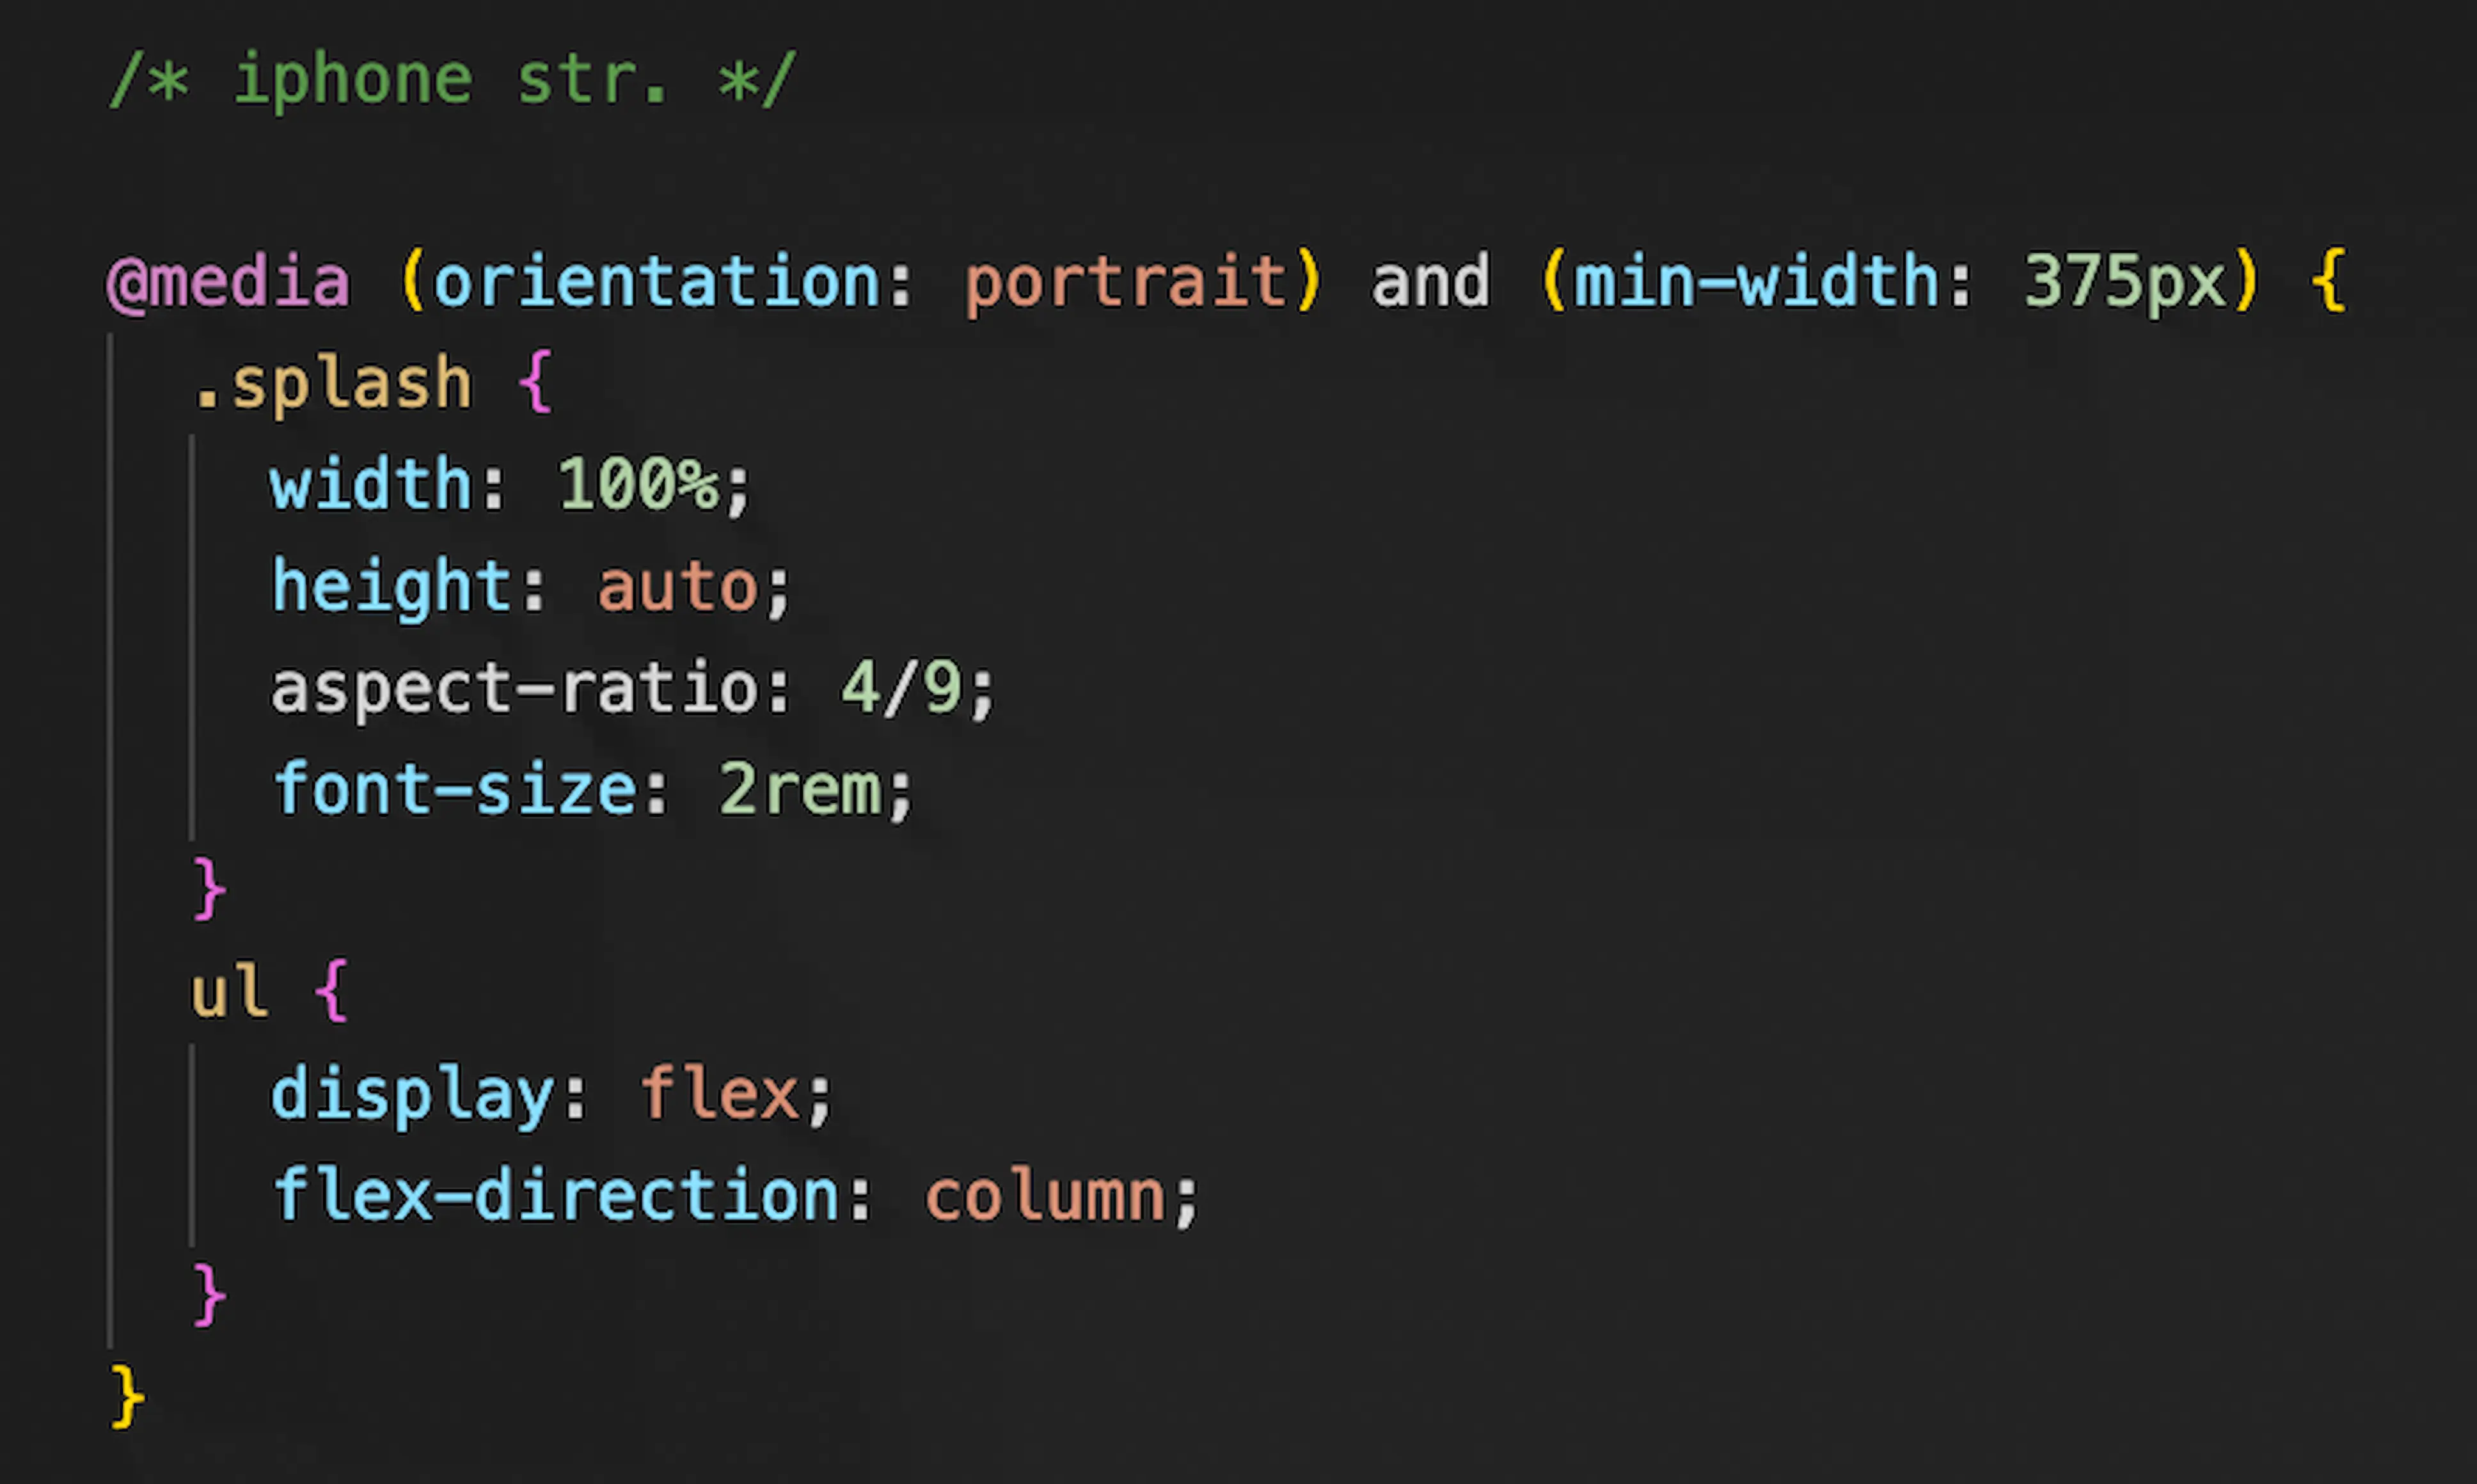 /* iphone str. */
@media (orientation: portrait) and (min-width: 375px) {
.splash {
width: 100%;
height: auto;
aspect-ratio: 4/9;
font-size: 2rem;
}
ul {
display: flex;
flex-direction: column;
}
}